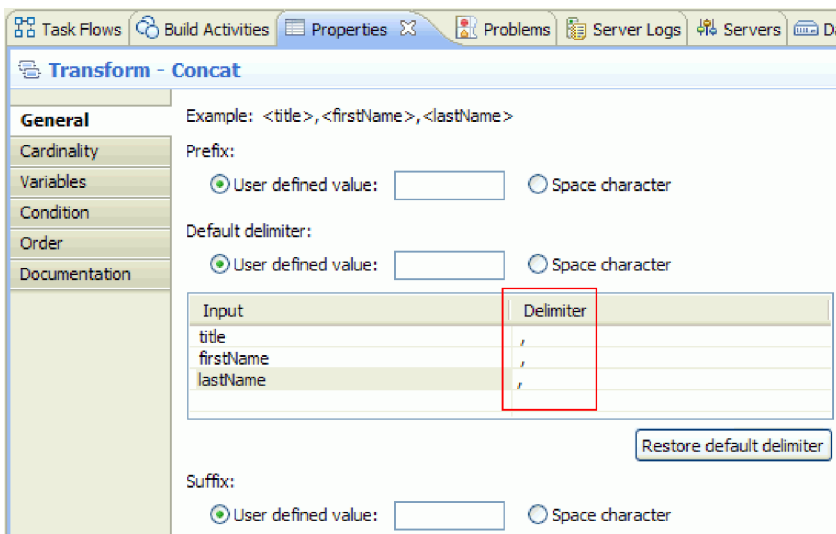 Task Flows Build Activities Properties Problems Server Logs Servers Da
Transform - Concat
General
Cardinality
Variables
Condition
Order
Documentation
Example: <title>,<firstName>,<lastName>
Prefix:
User defined value: Space character
Default delimiter:
User defined value: Space character
Input Delimiter
title ,
firstName ,
lastName ,
Restore default delimiter
Suffix:
User defined value: Space character